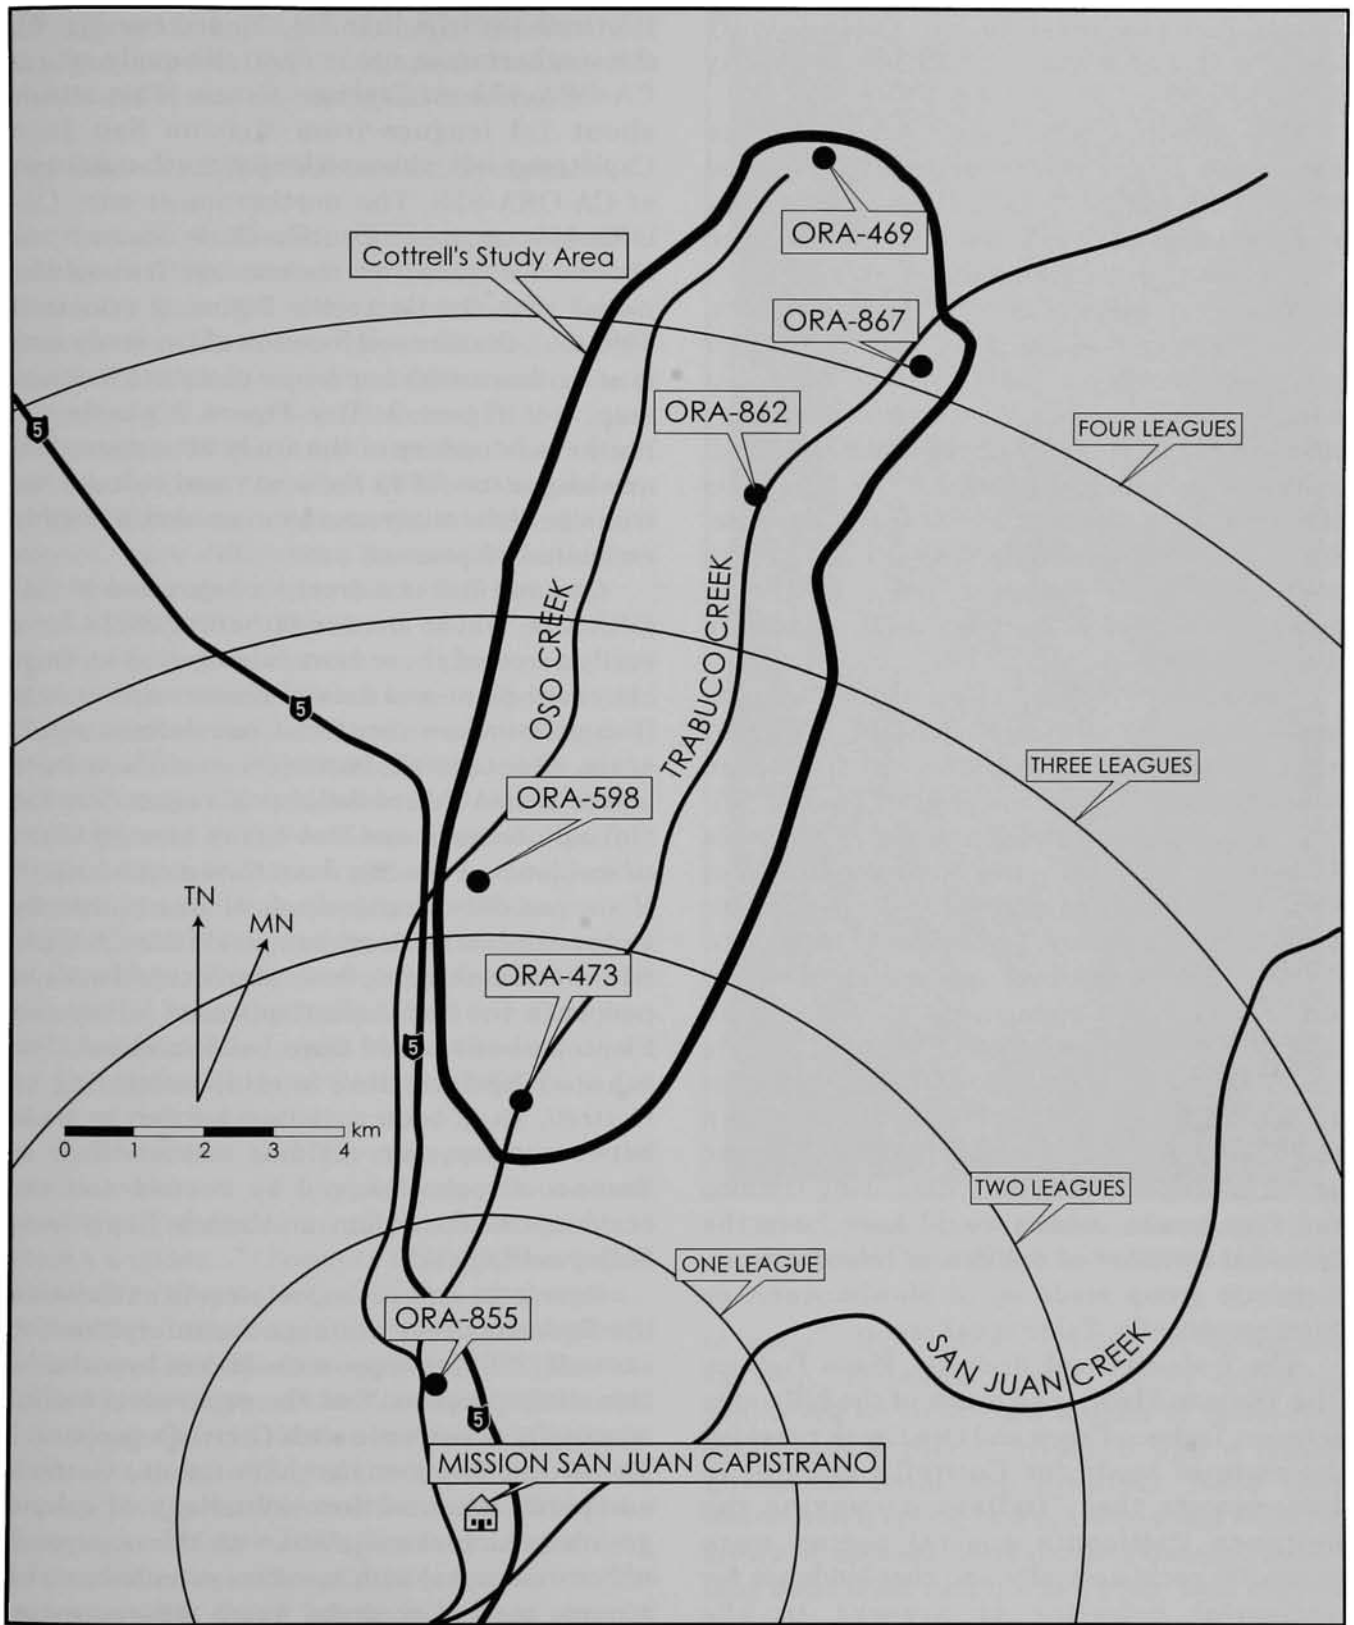 ORA-469
Cottrell's Study Area
ORA-867
ORA-862
FOUR LEAGUES
5
OSO CREEK
TRABUCO CREEK
5
THREE LEAGUES
ORA-598
TN
MN
ORA-473
5
km
0 1 2 3 4
TWO LEAGUES
ONE LEAGUE
ORA-855
SAN JUAN CREEK
5
MISSION SAN JUAN CAPISTRANO